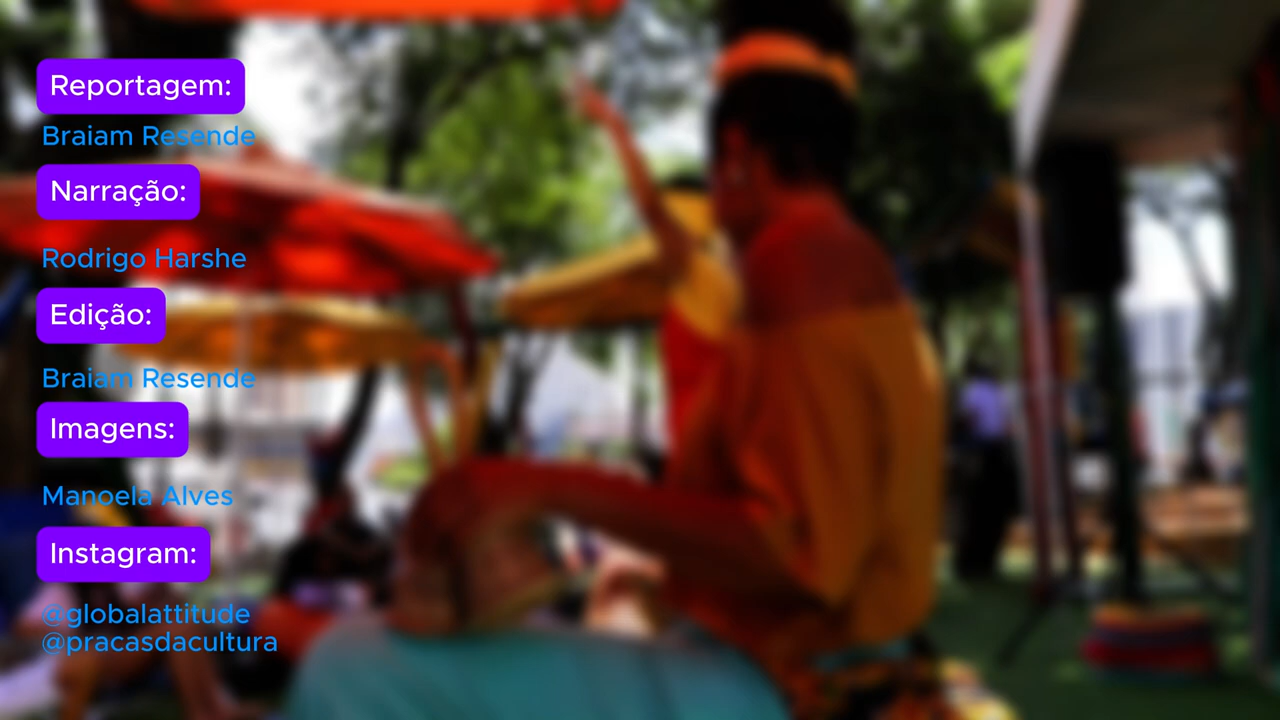 Reportagem:
Braiam Resende
Narração:
Rodrigo Harshe
Edição:
Braiam Resende
Imagens:
Manoela Alves
Instagram:
@globalattitude
@pracasdacultura